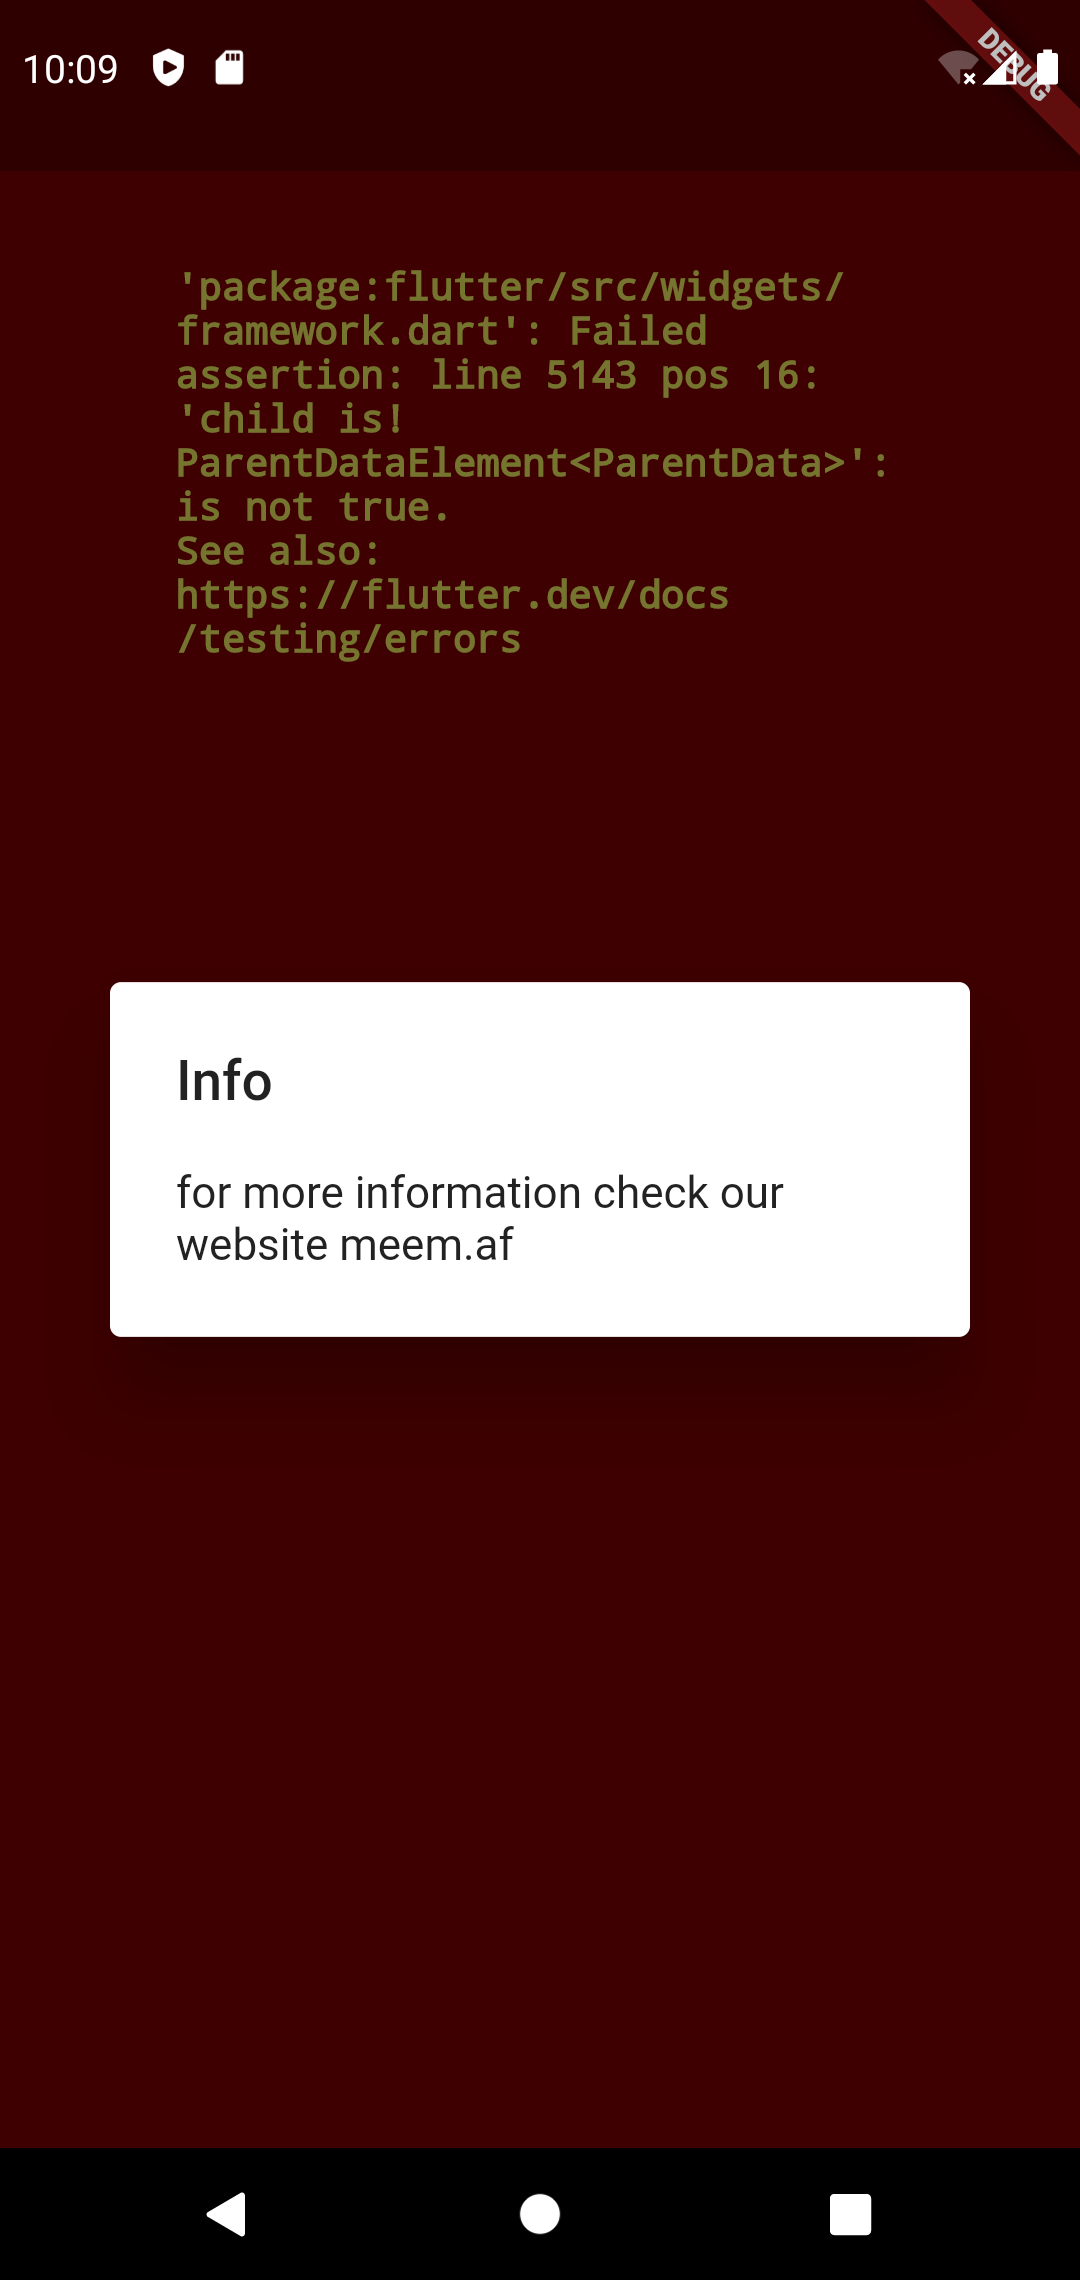 10:09
DEBUG
'package:flutter/src/widgets/
framework.dart': Failed
assertion: line 5143 pos 16:
'child is!
ParentDataElement<ParentData>':
is not true.
See also:
https://flutter.dev/docs
/testing/errors
Info
for more information check our
website meem.af